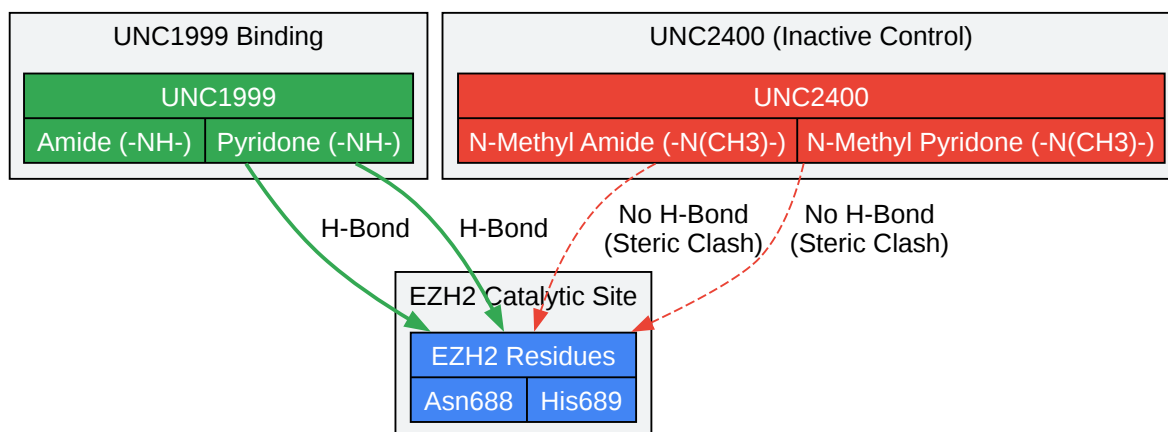 UNC1999 Binding
UNC2400 (Inactive Control)
UNC1999
Amide (-NH-)
Pyridone (-NH-)
UNC2400
N-Methyl Amide (-N(CH3)-)
N-Methyl Pyridone (-N(CH3)-)
H-Bond
H-Bond
No H-Bond
(Steric Clash)
No H-Bond
(Steric Clash)
EZH2 Catalytic Site
EZH2 Residues
Asn688
His689